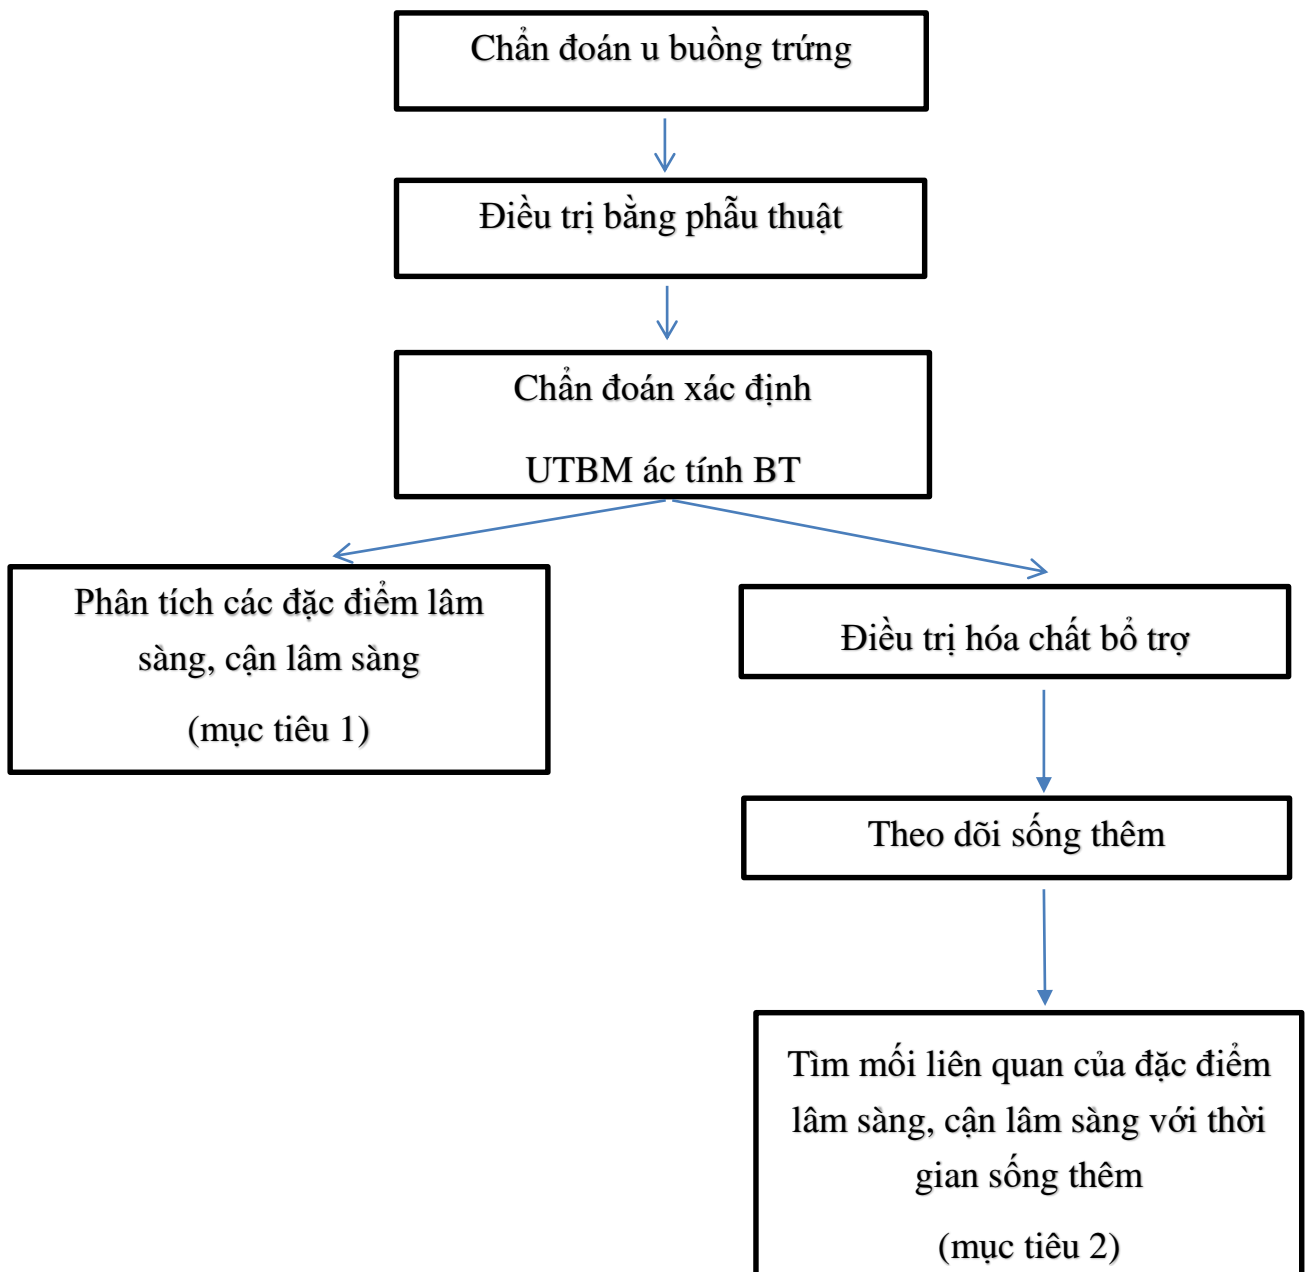 Chẩn đoán u buồng trứng
Điều trị bằng phẫu thuật
Chẩn đoán xác định
UTBM ác tính BT
Phân tích các đặc điểm lâm
sàng, cận lâm sàng
(mục tiêu 1)
Điều trị hóa chất bổ trợ
Theo dõi sống thêm
Tìm mối liên quan của đặc điểm
lâm sàng, cận lâm sàng với thời
gian sống thêm
(mục tiêu 2)